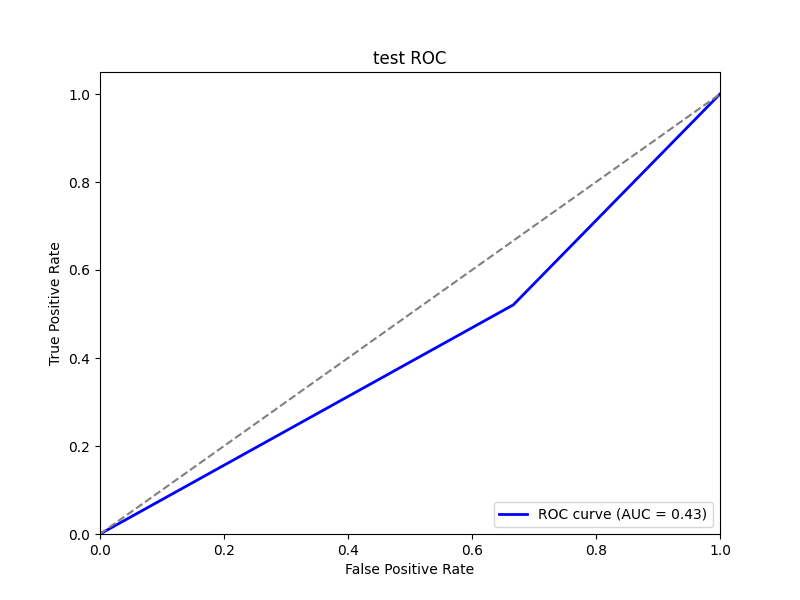 test ROC
True Positive Rate
1.0
0.8
0.6
0.4
0.2
0.0
ROC curve (AUC = 0.43)
0.0 0.2 0.4 0.6 0.8 1.0
False Positive Rate